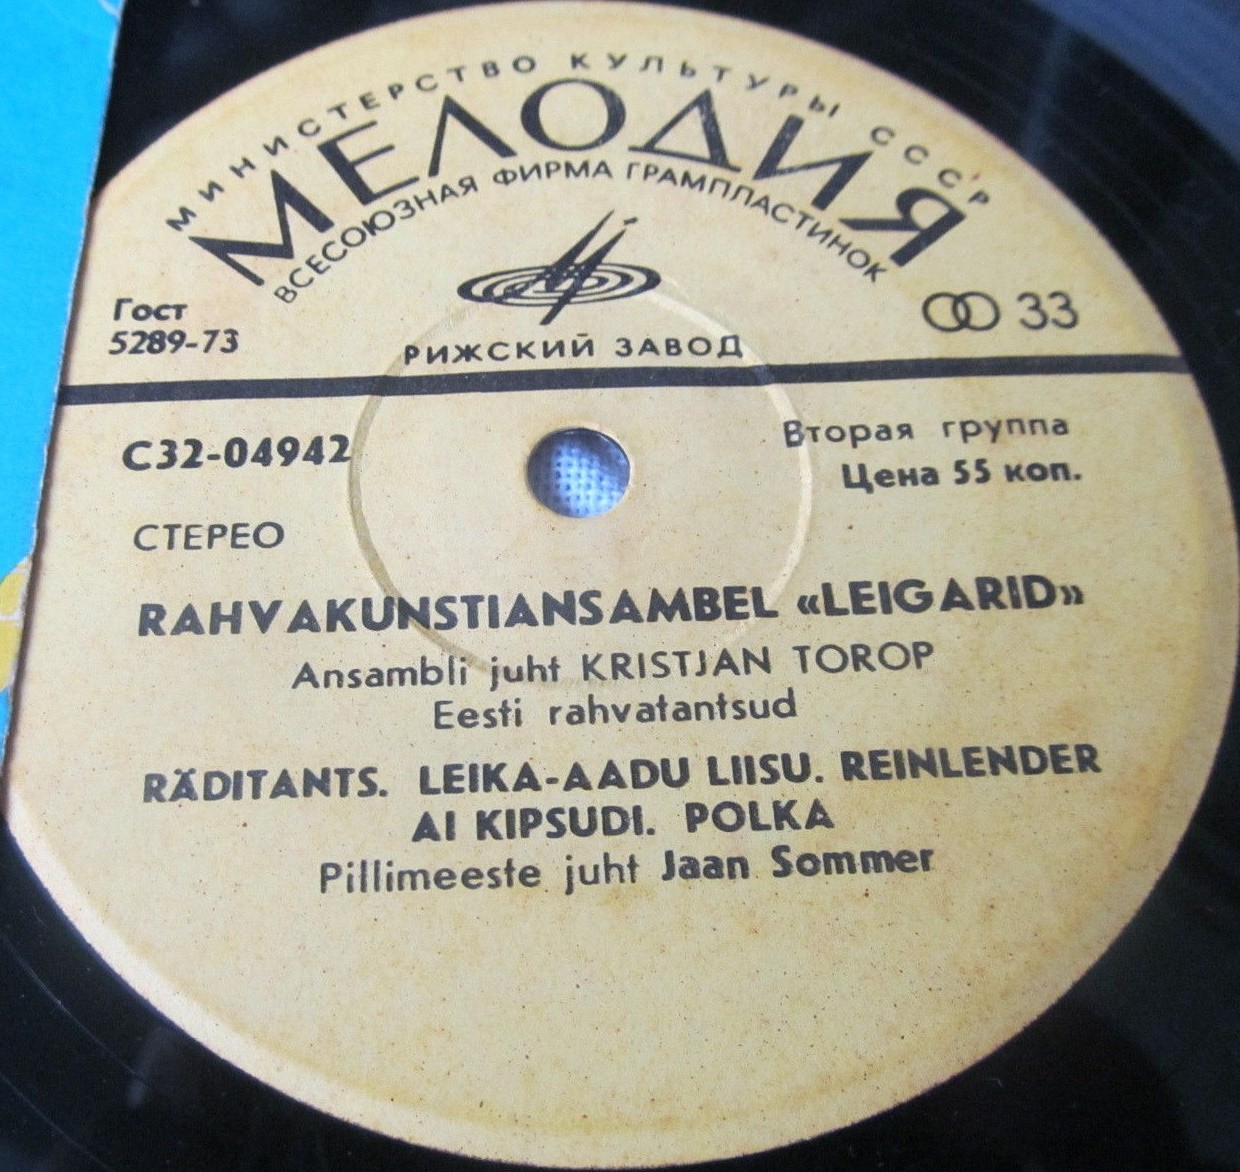 МИНИСТЕРСТВО КУЛЬТУРЫ СССР
МЕЛОДИЯ
ВСЕСОЮЗНАЯ ФИРМА ГРАМПЛАСТИНОК
Гост
5289-73
33
РИЖСКИЙ ЗАВОД
С32-04942
Вторая группа
Цена 55 коп.
СТЕРЕО
RAHVAKUNSTIANSAMBEL «LEIGARID»
Ansambli juht KRISTJAN TOROP
Eesti rahvatantsud
RÄDITANTS. LEIKA-AADU LIISU. REINLENDER
AI KIPSUDI. POLKA
Pillimeeste juht Jaan Sommer